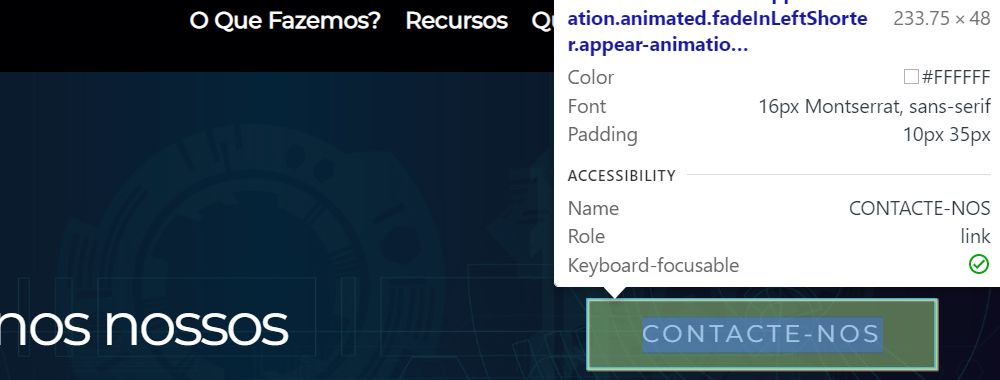 O Que Fazemos? Recursos
ation.animated.fadeInLeftShorte 233.75 × 48
r.appear-animatio…
Color #FFFFFF
Font 16px Montserrat, sans-serif
Padding 10px 35px
ACCESSIBILITY
Name CONTACTE-NOS
Role link
Keyboard-focusable
nos nossos
CONTACTE-NOS